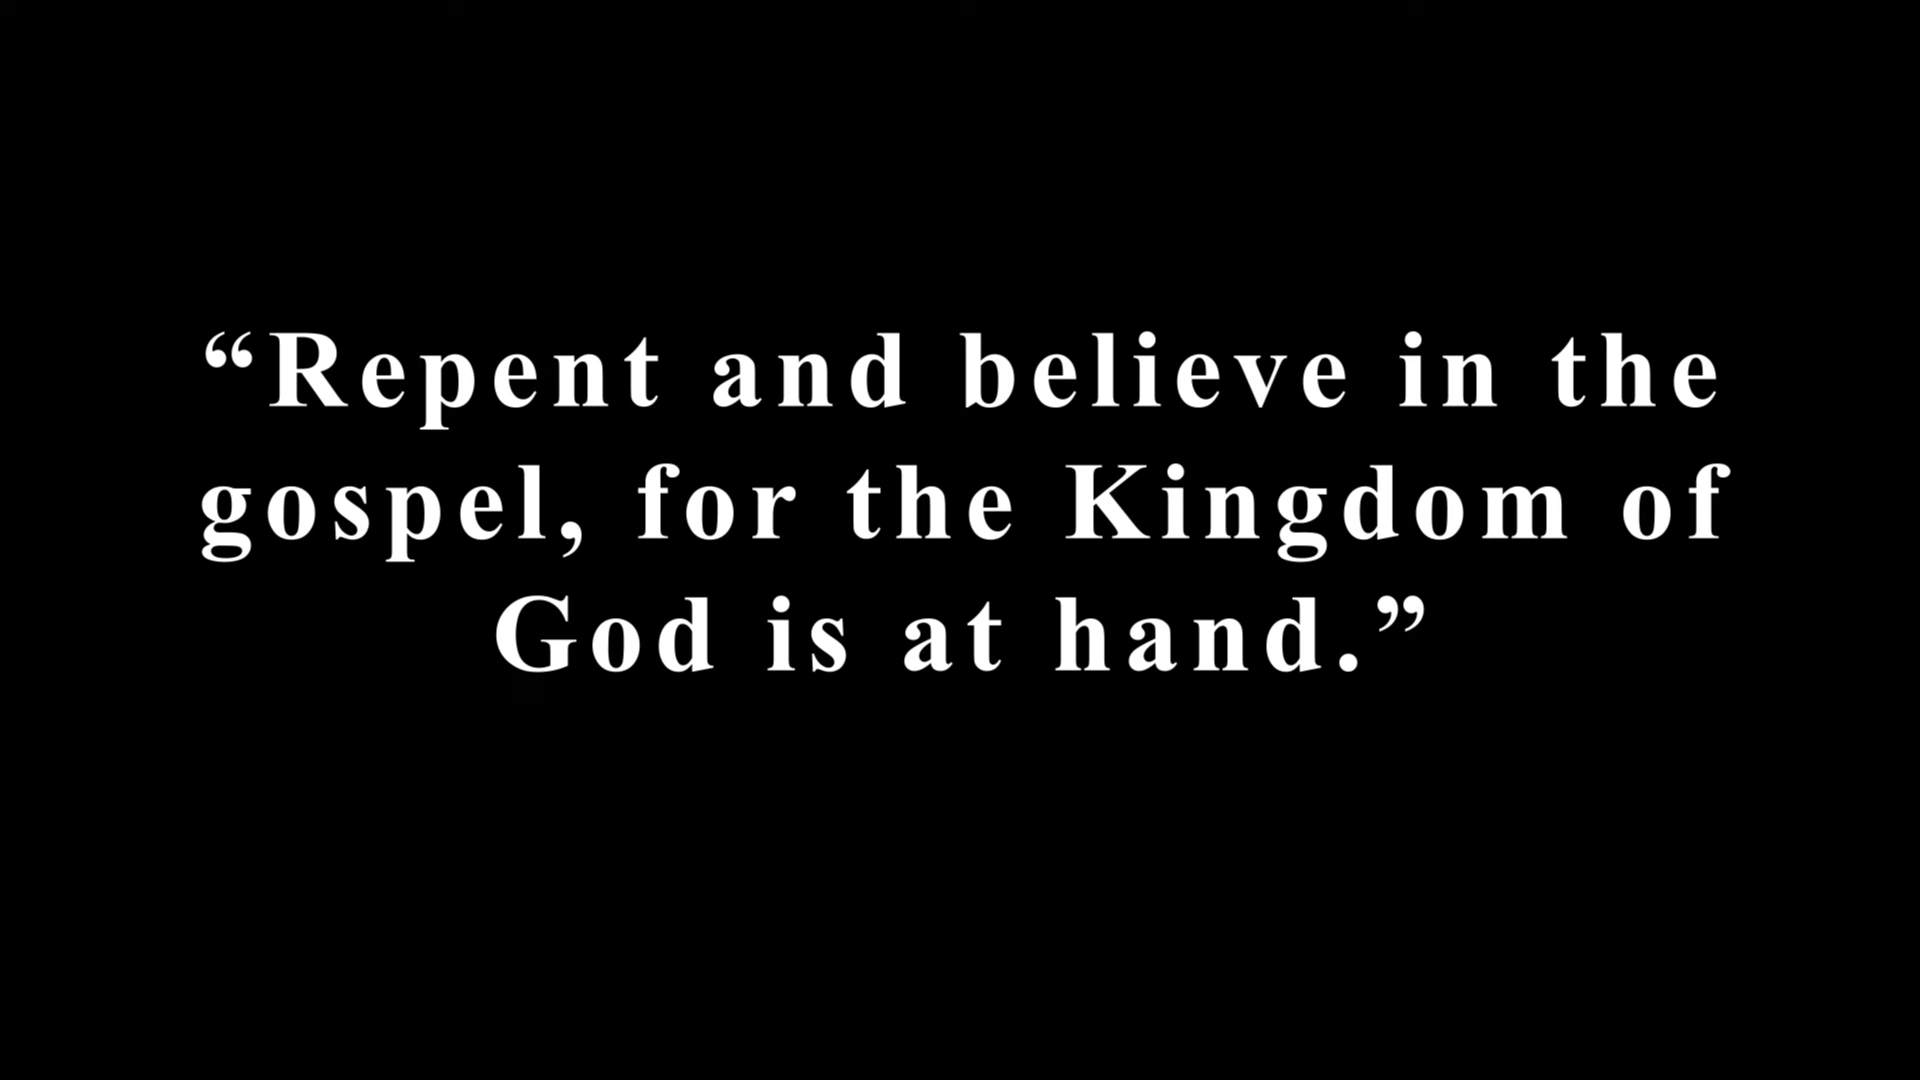 “Repent and believe in the
gospel, for the Kingdom of
God is at hand.”